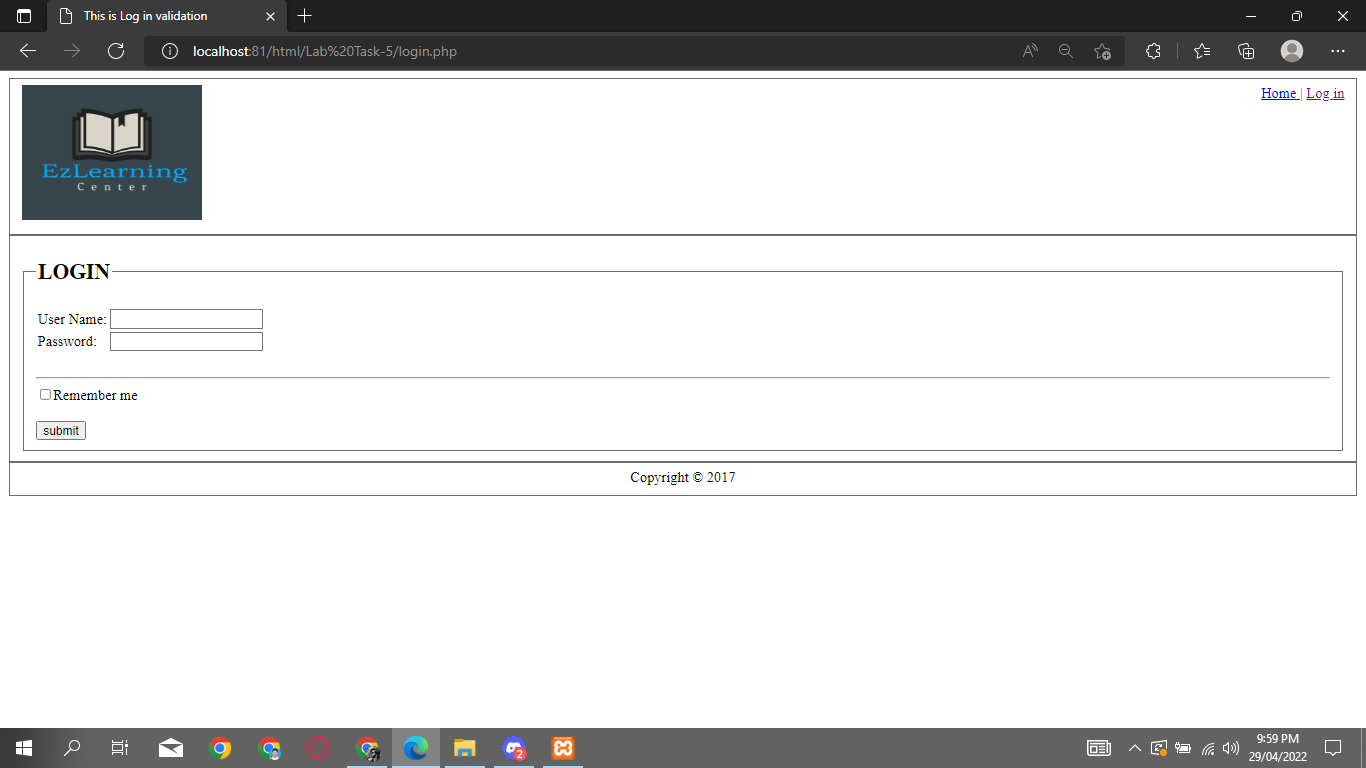 This is Log in validation
localhost:81/html/Lab%20Task-5/login.php
Home | Log in
EzLearning
Center
LOGIN
User Name:
Password:
Remember me
submit
Copyright © 2017
2
9:59 PM
29/04/2022